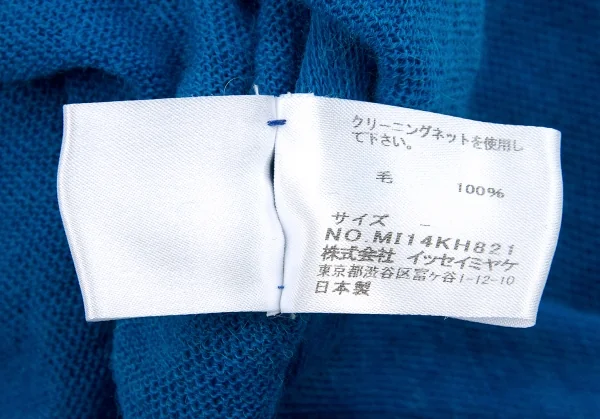 クリーニングネットを使用し
て下さい。
毛 100%
サイズ –
NO.MI14KH821
株式会社 イッセイミヤケ
東京都渋谷区富ヶ谷1-12-10
日本製